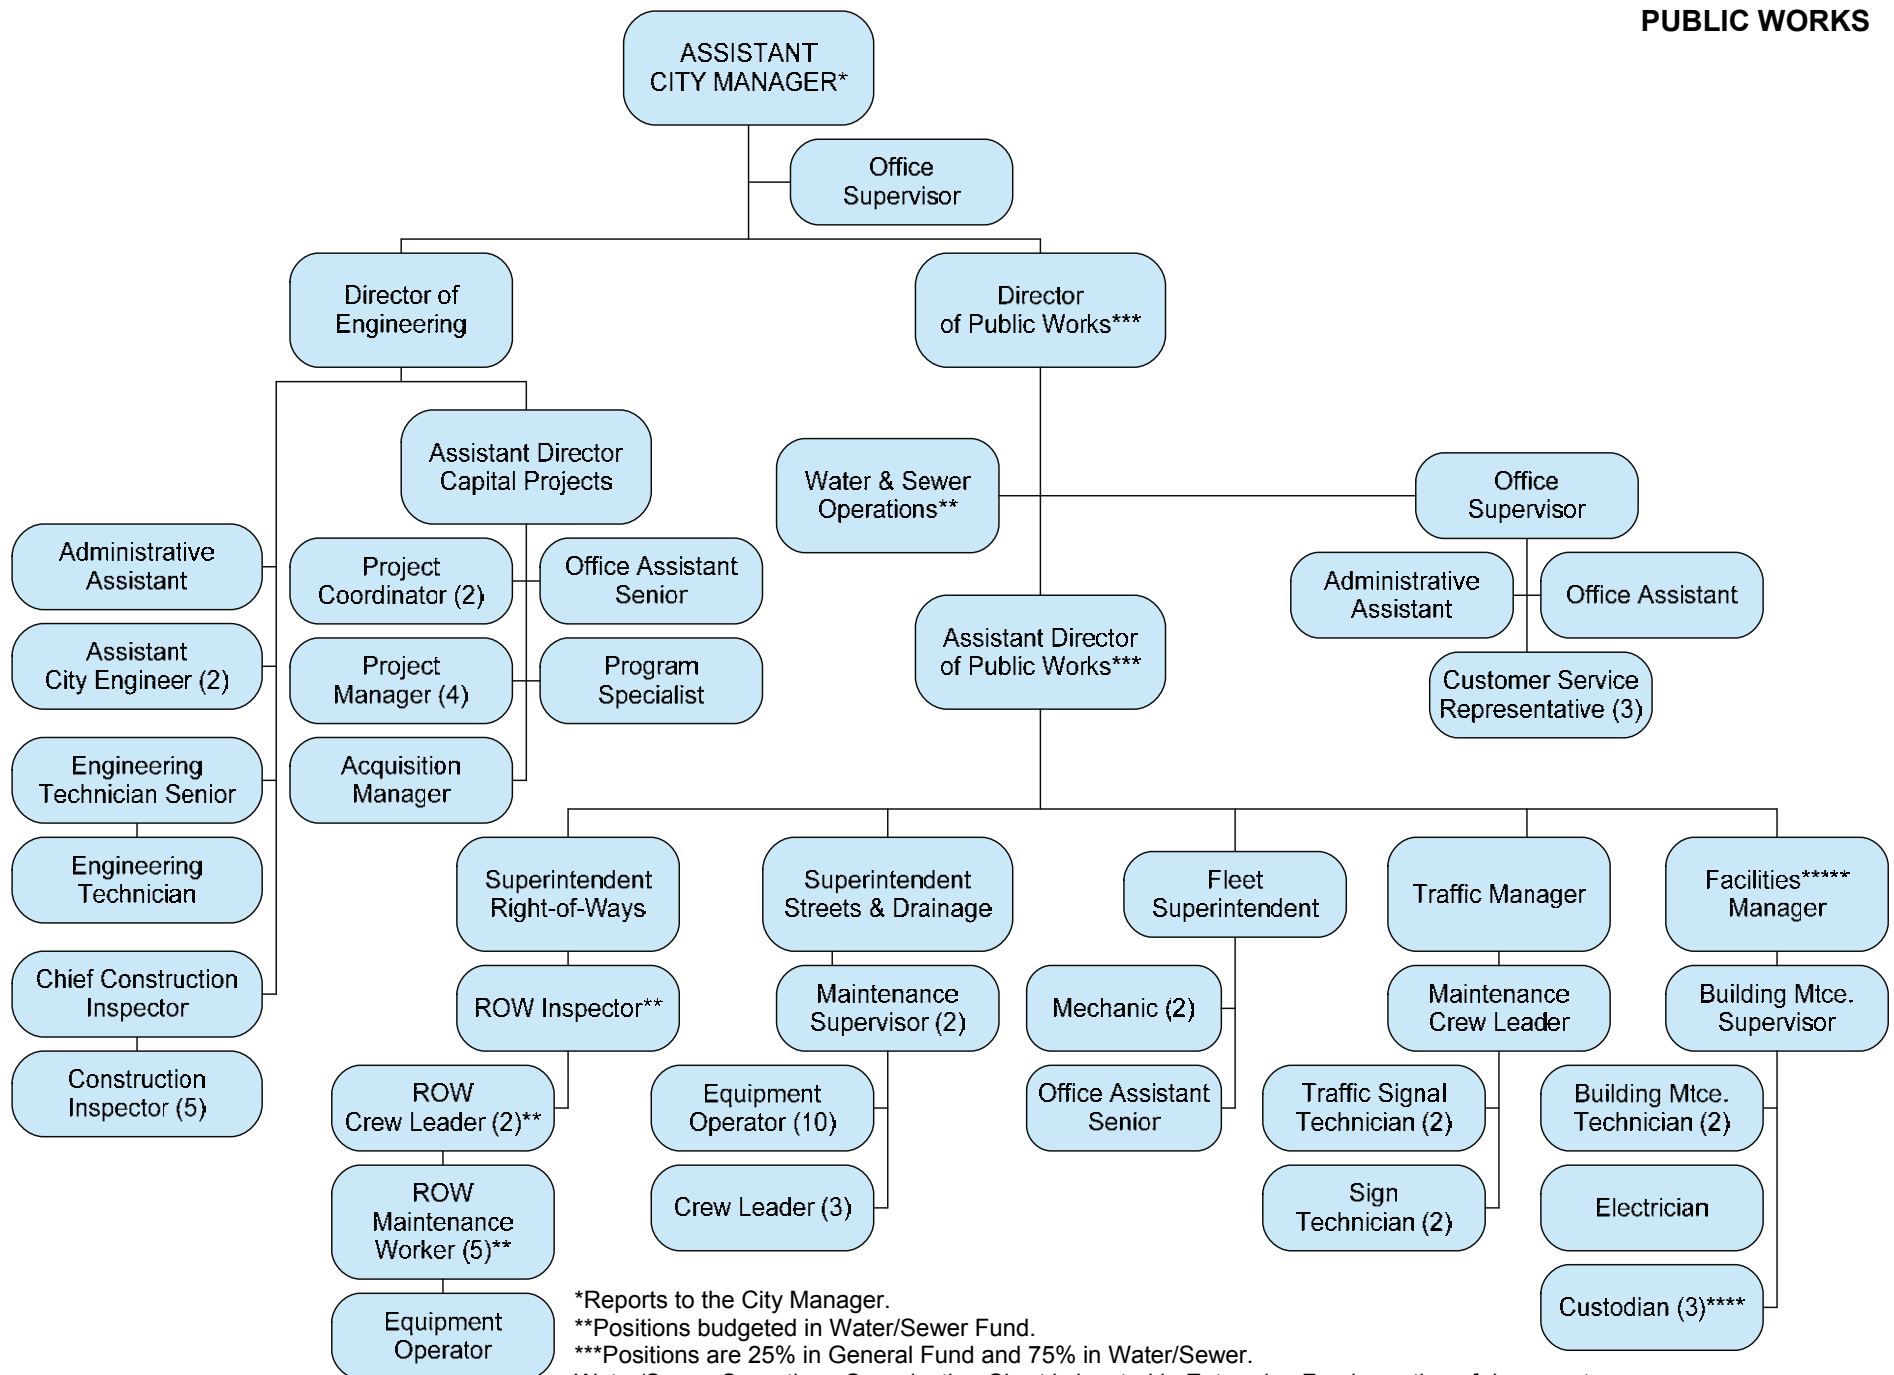 PUBLIC WORKS
ASSISTANT
CITY MANAGER*
Office
Supervisor
Director of
Engineering
Director
of Public Works***
Assistant Director
Capital Projects
Water & Sewer
Operations**
Office
Supervisor
Administrative
Assistant
Project
Coordinator (2)
Office Assistant
Senior
Administrative
Assistant
Office Assistant
Assistant
City Engineer (2)
Project
Manager (4)
Program
Specialist
Assistant Director
of Public Works***
Customer Service
Representative (3)
Engineering
Technician Senior
Acquisition
Manager
Engineering
Technician
Superintendent
Right-of-Ways
Superintendent
Streets & Drainage
Fleet
Superintendent
Traffic Manager
Facilities*****
Manager
Chief Construction
Inspector
ROW Inspector**
Maintenance
Supervisor (2)
Mechanic (2)
Maintenance
Crew Leader
Building Mtce.
Supervisor
Construction
Inspector (5)
ROW
Crew Leader (2)**
Equipment
Operator (10)
Office Assistant
Senior
Traffic Signal
Technician (2)
Building Mtce.
Technician (2)
ROW
Maintenance
Worker (5)**
Crew Leader (3)
Sign
Technician (2)
Electrician
Equipment
Operator
Custodian (3)****
*Reports to the City Manager.
**Positions budgeted in Water/Sewer Fund.
***Positions are 25% in General Fund and 75% in Water/Sewer.